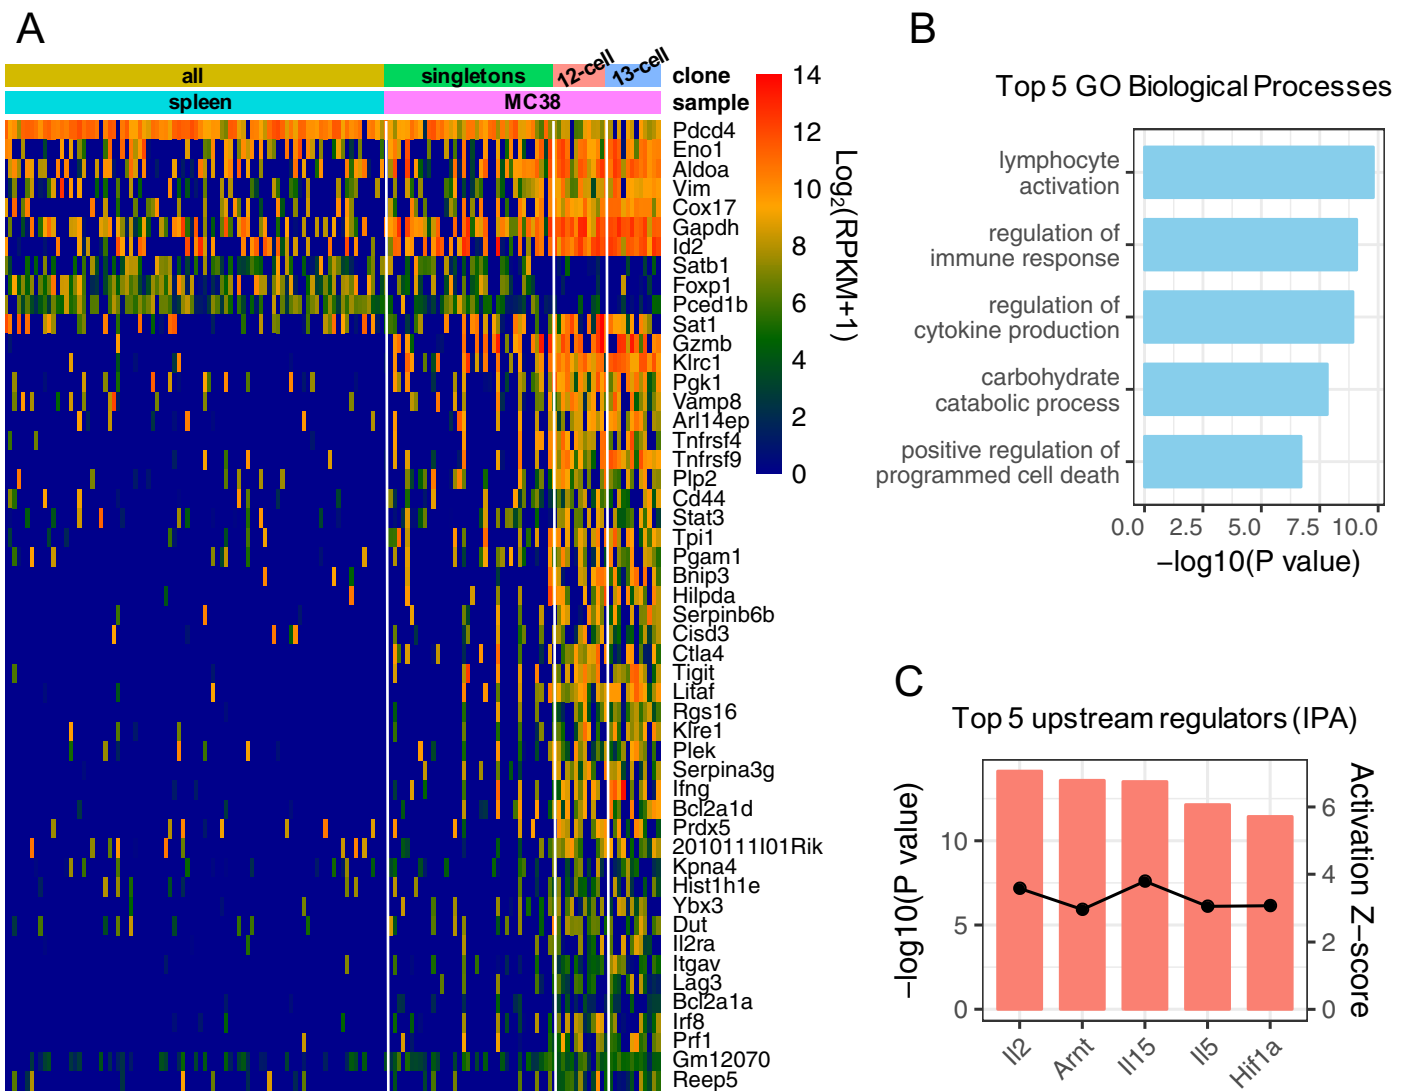 A
all
singletons
12-cell
13-cell
clone
spleen
MC38
sample
Pdcd4
Eno1
Aldoa
Vim
Cox17
Gapdh
Id2
Satb1
Foxp1
Pced1b
Sat1
Gzmb
Klrc1
Pgk1
Vamp8
Arl14ep
Tnfrsf4
Tnfrsf9
Plp2
Cd44
Stat3
Tpi1
Pgam1
Bnip3
Hilpda
Serpinb6b
Cisd3
Ctla4
Tigit
Litaf
Rgs16
Klre1
Plek
Serpina3g
Ifng
Bcl2a1d
Prdx5
2010111I01Rik
Kpna4
Hist1h1e
Ybx3
Dut
Il2ra
Itgav
Lag3
Bcl2a1a
Irf8
Prf1
Gm12070
Reep5
14
12
10
8
6
4
2
0
Log2(RPKM+1)
B
Top 5 GO Biological Processes
lymphocyte
activation
regulation of
immune response
regulation of
cytokine production
carbohydrate
catabolic process
positive regulation of
programmed cell death
0.0 2.5 5.0 7.5 10.0
−log10(P value)
C
Top 5 upstream regulators (IPA)
−log10(P value)
10
5
0
Activation Z−score
6
4
2
0
Il2
Arnt
Il15
Il5
Hif1a